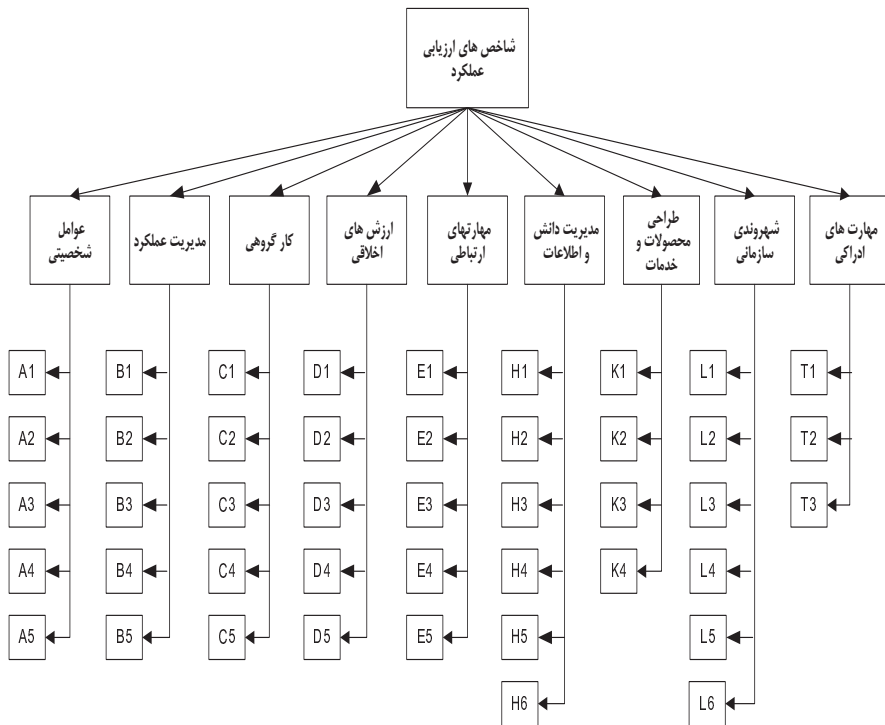 شاخص های ارزیابی
عملکرد
مهارت های
ادراکی
شهروندی
سازمانی
طراحی
محصولات و
خدمات
مدیریت دانش
و اطلاعات
مهارتهای
ارتباطی
ارزش های
اخلاقی
کار گروهی
مدیریت عملکرد
عوامل
شخصیتی
A1 B1 C1 D1 E1 H1 K1 L1 T1
A2 B2 C2 D2 E2 H2 K2 L2 T2
A3 B3 C3 D3 E3 H3 K3 L3 T3
A4 B4 C4 D4 E4 H4 K4 L4
A5 B5 C5 D5 E5 H5 L5
H6 L6